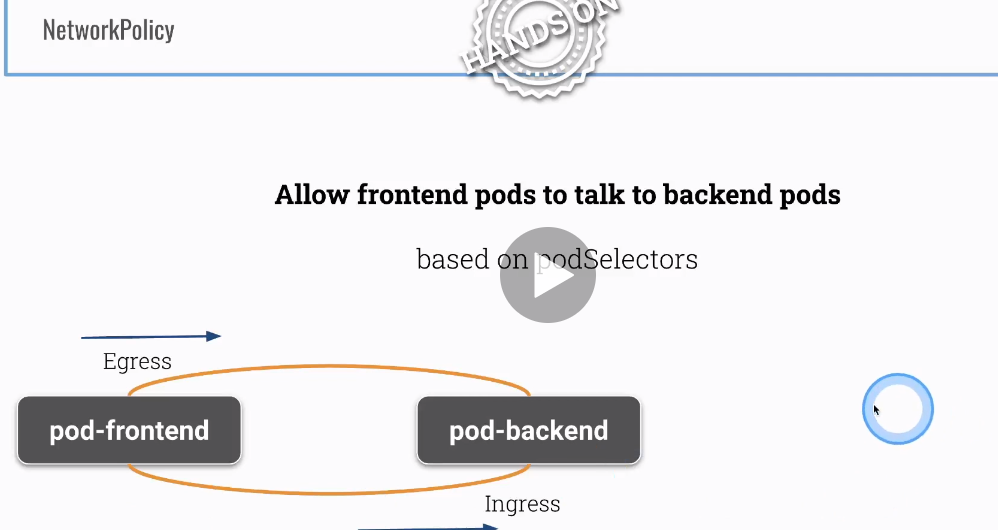 NetworkPolicy
HANDS ON
Allow frontend pods to talk to backend pods
based on podSelectors
Egress
pod-frontend
pod-backend
Ingress